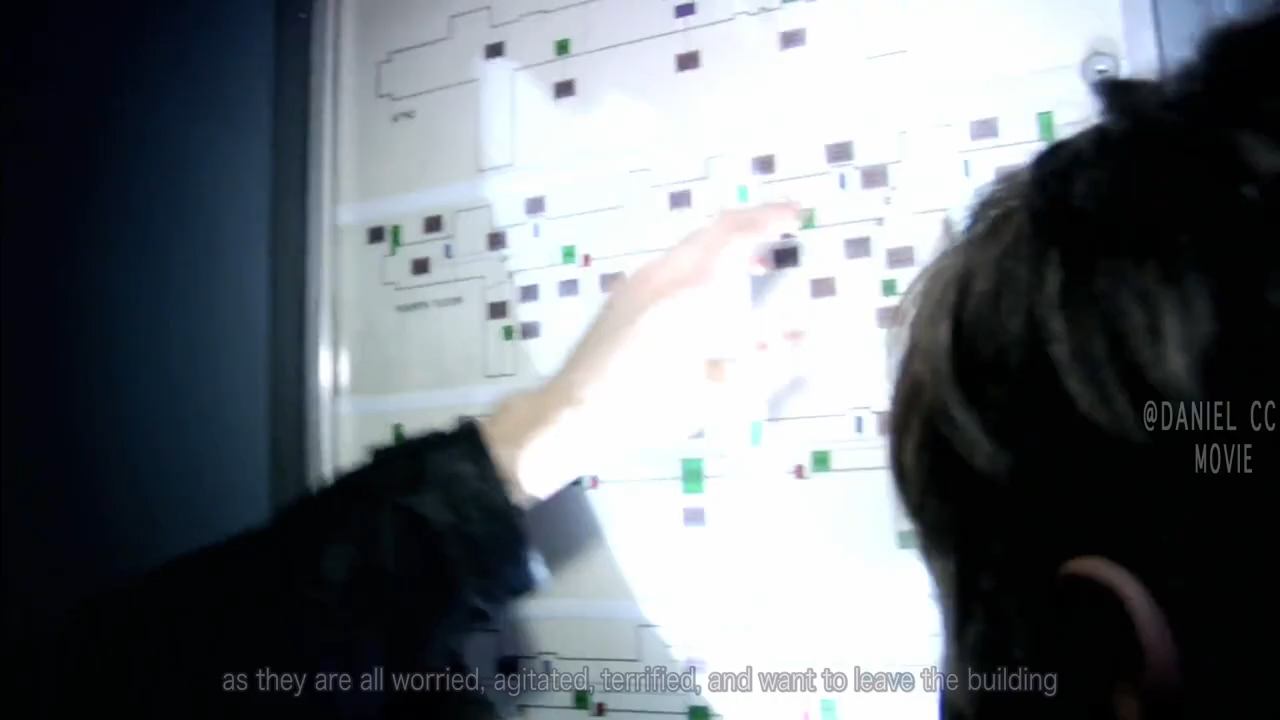 @DANIEL CC
MOVIE
as they are all worried, agitated, terrified, and want to leave the building